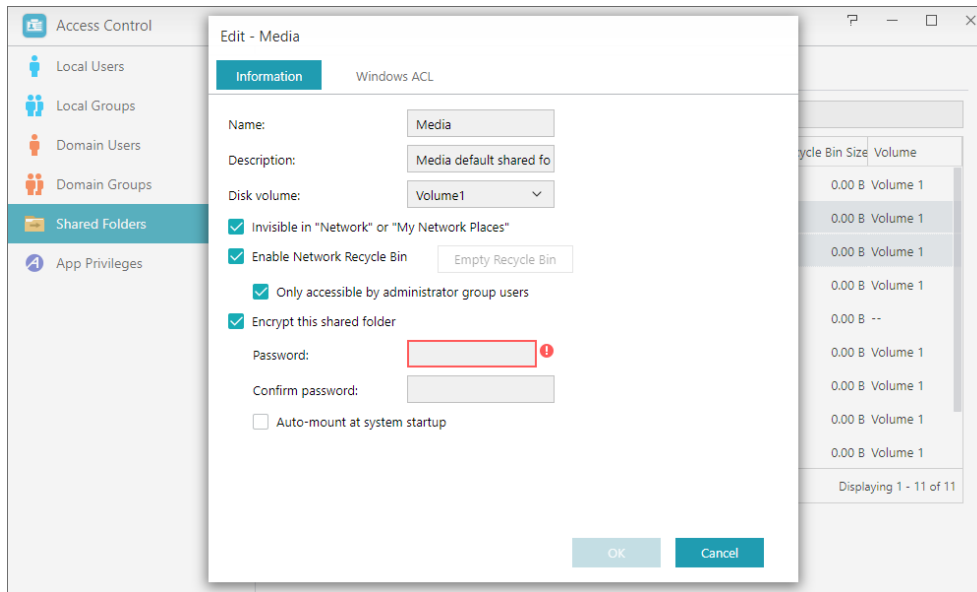 Access Control
Local Users
Local Groups
Domain Users
Domain Groups
Shared Folders
App Privileges
Edit - Media
Information
Windows ACL
Name:
Media
Description:
Media default shared fo
Disk volume:
Volume1
Invisible in "Network" or "My Network Places"
Enable Network Recycle Bin
Empty Recycle Bin
Only accessible by administrator group users
Encrypt this shared folder
Password:
Confirm password:
Auto-mount at system startup
OK
Cancel
Bin Size Volume
0.00 B Volume 1
0.00 B Volume 1
0.00 B Volume 1
0.00 B Volume 1
0.00 B --
0.00 B Volume 1
0.00 B Volume 1
0.00 B Volume 1
0.00 B Volume 1
Displaying 1 - 11 of 11